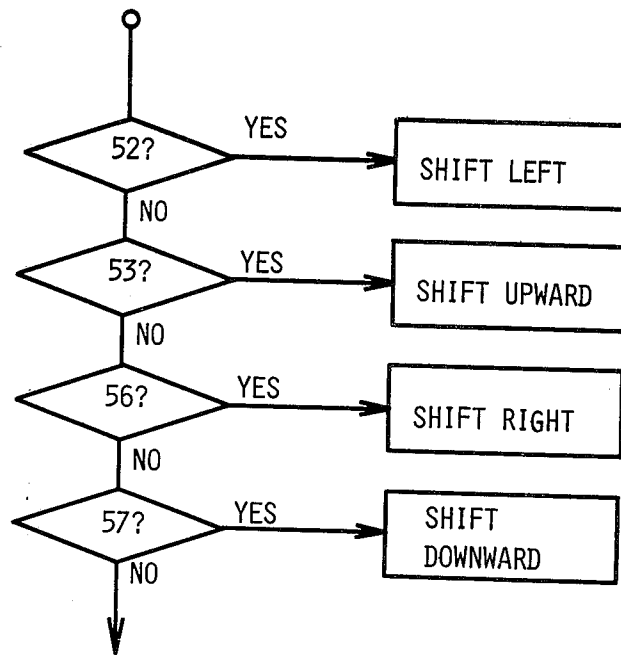 52?
YES
SHIFT LEFT
NO
53?
YES
SHIFT UPWARD
NO
56?
YES
SHIFT RIGHT
NO
57?
YES
SHIFT
DOWNWARD
NO